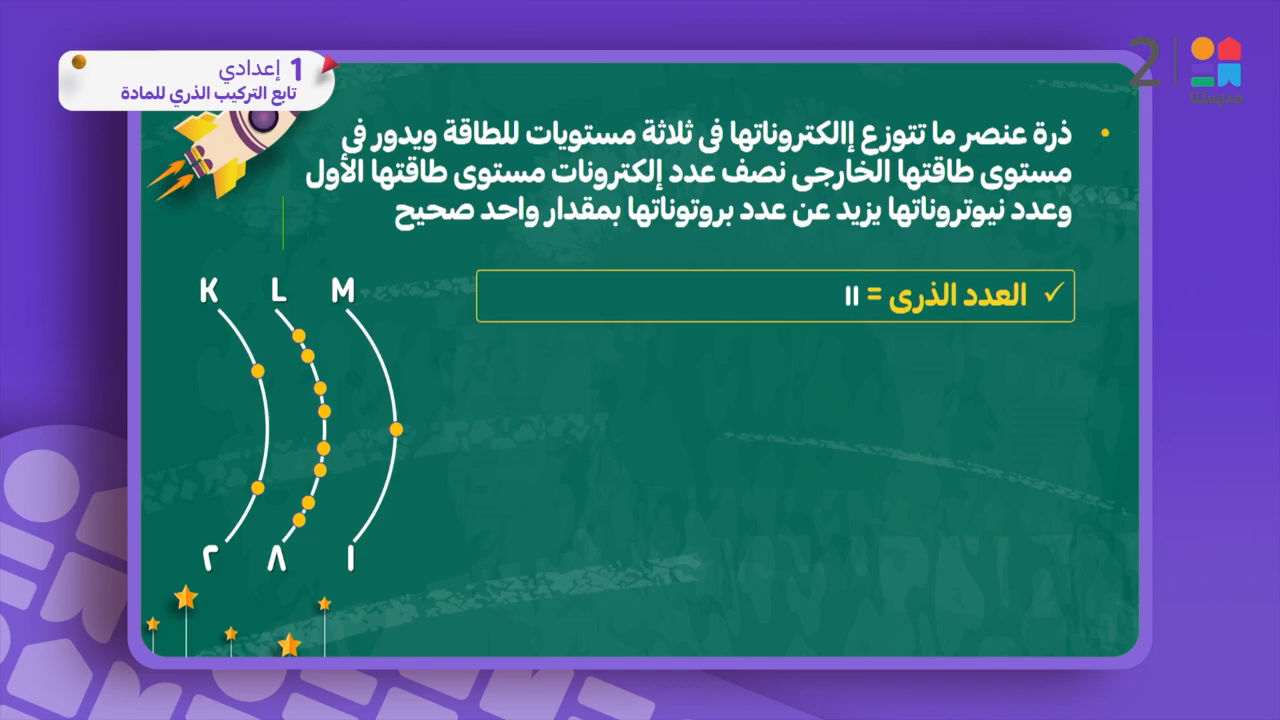 1 إعدادي
تابع التركيب الذري للمادة
2
مدرستنا
• ذرة عنصر ما تتوزع إالكتروناتها فى ثلاثة مستويات للطاقة ويدور فى
مستوى طاقتها الخارجى نصف عدد إلكترونات مستوى طاقتها الأول
وعدد نيوتروناتها يزيد عن عدد بروتوناتها بمقدار واحد صحيح
✓ العدد الذرى = ١١
K L M
٢ ٨ ١